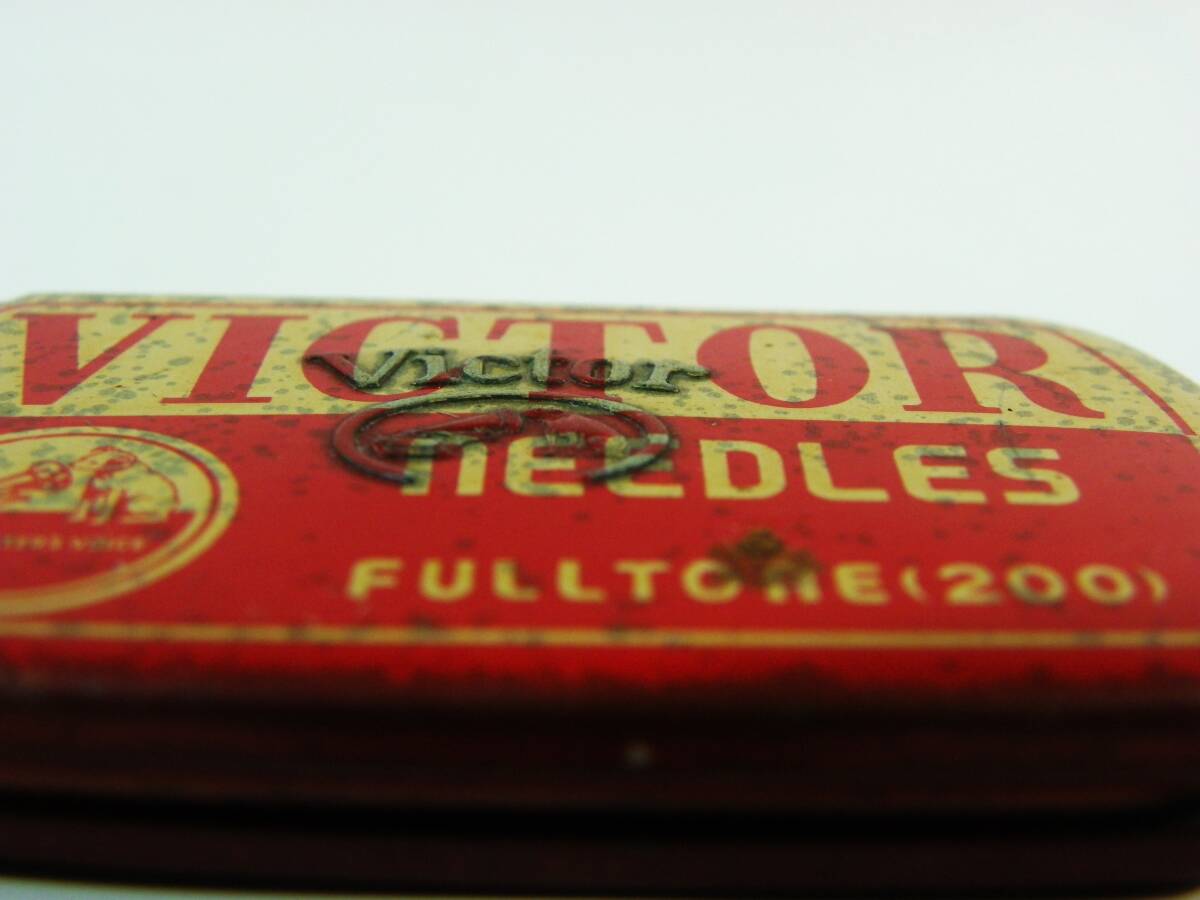 VICTOR
Victor
NEEDLES
FULLTONE (200)